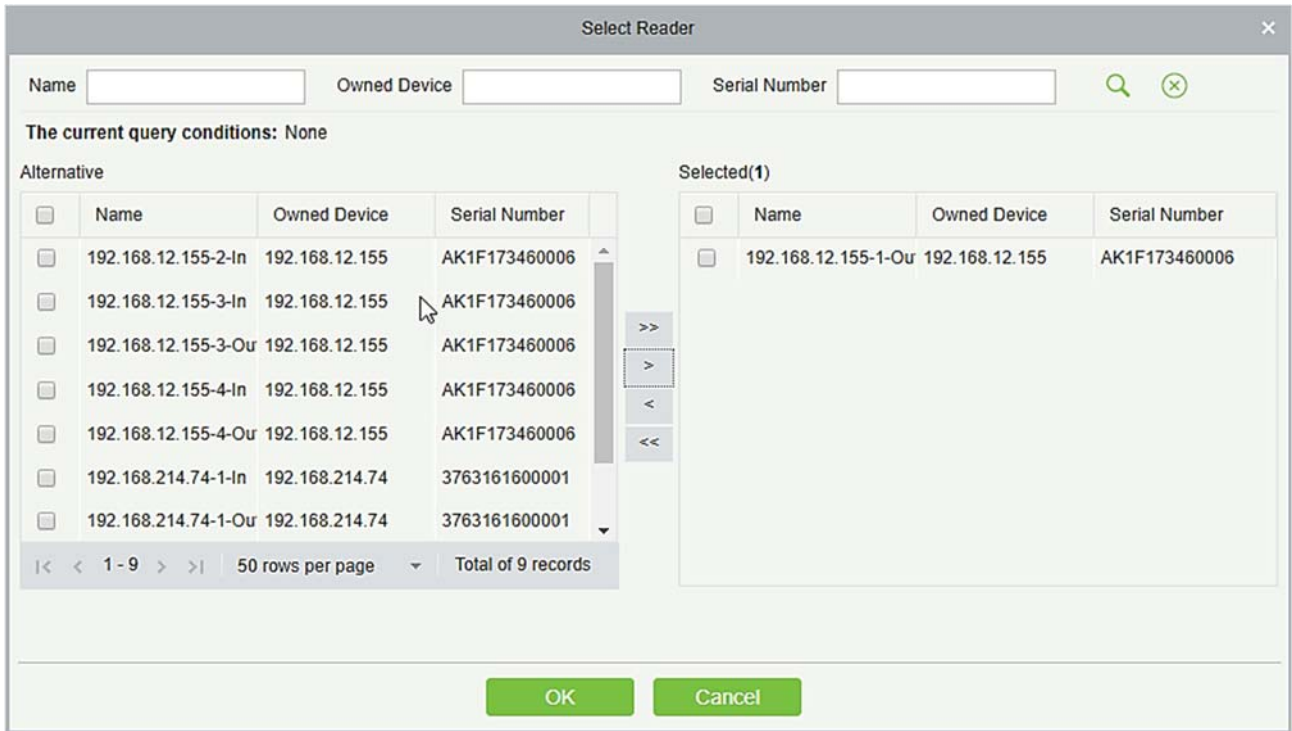 Select Reader ×
Name Owned Device Serial Number
The current query conditions: None
Alternative
Name Owned Device Serial Number
192.168.12.155-2-In 192.168.12.155 AK1F173460006
192.168.12.155-3-In 192.168.12.155 AK1F173460006
192.168.12.155-3-Ou 192.168.12.155 AK1F173460006
192.168.12.155-4-In 192.168.12.155 AK1F173460006
192.168.12.155-4-Ou 192.168.12.155 AK1F173460006
192.168.214.74-1-In 192.168.214.74 3763161600001
192.168.214.74-1-Ou 192.168.214.74 3763161600001
|< < 1 - 9 > >| 50 rows per page Total of 9 records
>>
>
<
<<
Selected(1)
Name Owned Device Serial Number
192.168.12.155-1-Ou 192.168.12.155 AK1F173460006
OK Cancel